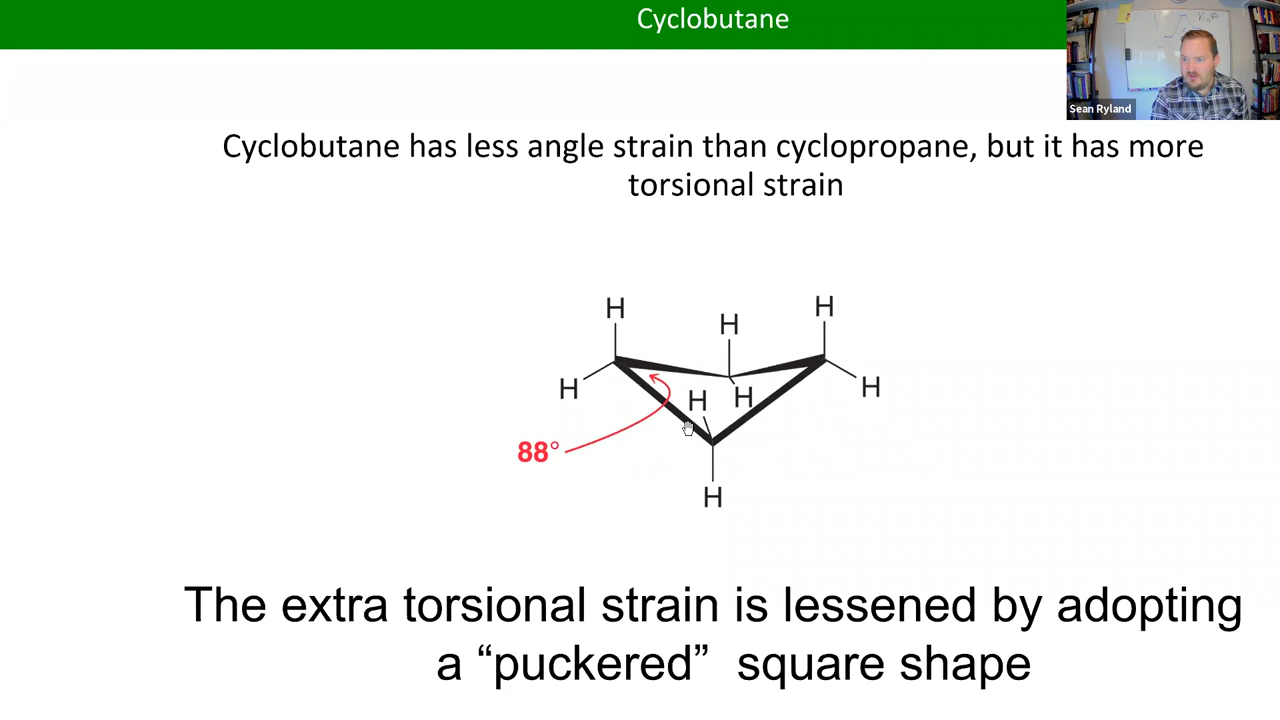 Cyclobutane
Sean Ryland
Cyclobutane has less angle strain than cyclopropane, but it has more
torsional strain
H H H
H H H H
88°
H
The extra torsional strain is lessened by adopting
a “puckered” square shape